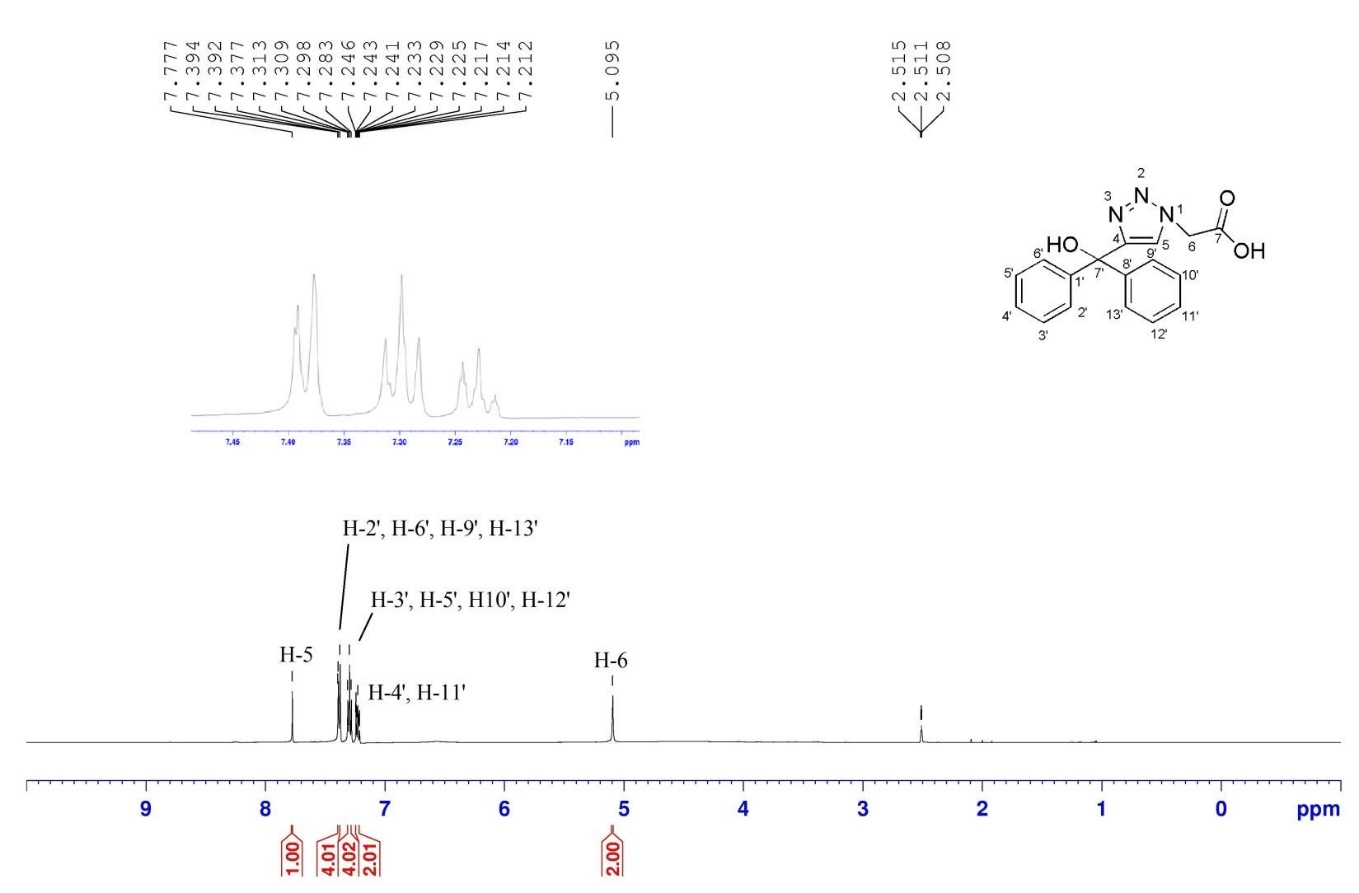 7.777
7.394
7.392
7.377
7.313
7.309
7.298
7.283
7.246
7.243
7.241
7.233
7.229
7.225
7.217
7.214
7.212
5.095
2.515
2.511
2.508
2
3 N N 1 O
N
HO 4 5 6 7 OH
6' 9'
5' 8' 10'
1' 7'
4' 2' 13' 11'
3' 12'
7.45 7.40 7.35 7.30 7.25 7.20 7.15 ppm
H-2', H-6', H-9', H-13'
H-3', H-5', H10', H-12'
H-5
H-6
H-4', H-11'
9 8 7 6 5 4 3 2 1 0 ppm
1.00 4.01 4.02 2.01 2.00